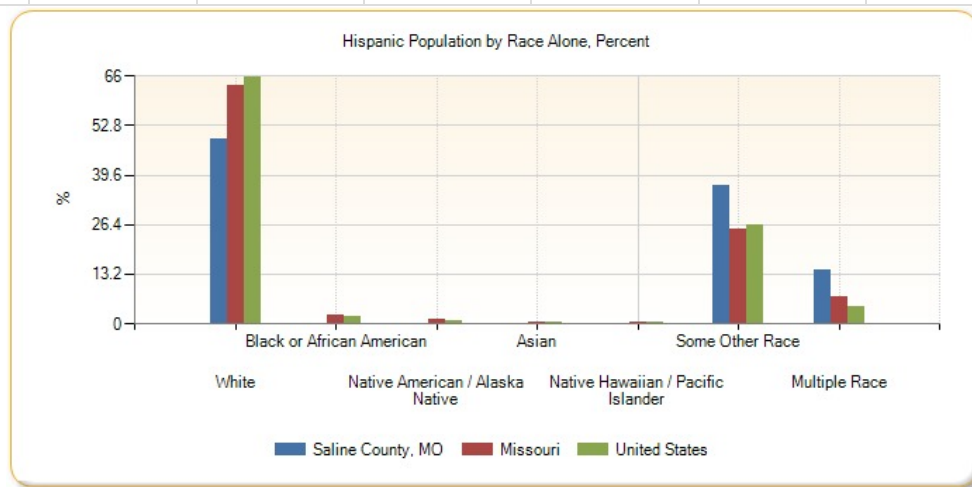 Hispanic Population by Race Alone, Percent
66
52.8
39.6
26.4
13.2
0
%
Black or African American
Asian
Some Other Race
White
Native American / Alaska
Native
Native Hawaiian / Pacific
Islander
Multiple Race
Saline County, MO
Missouri
United States